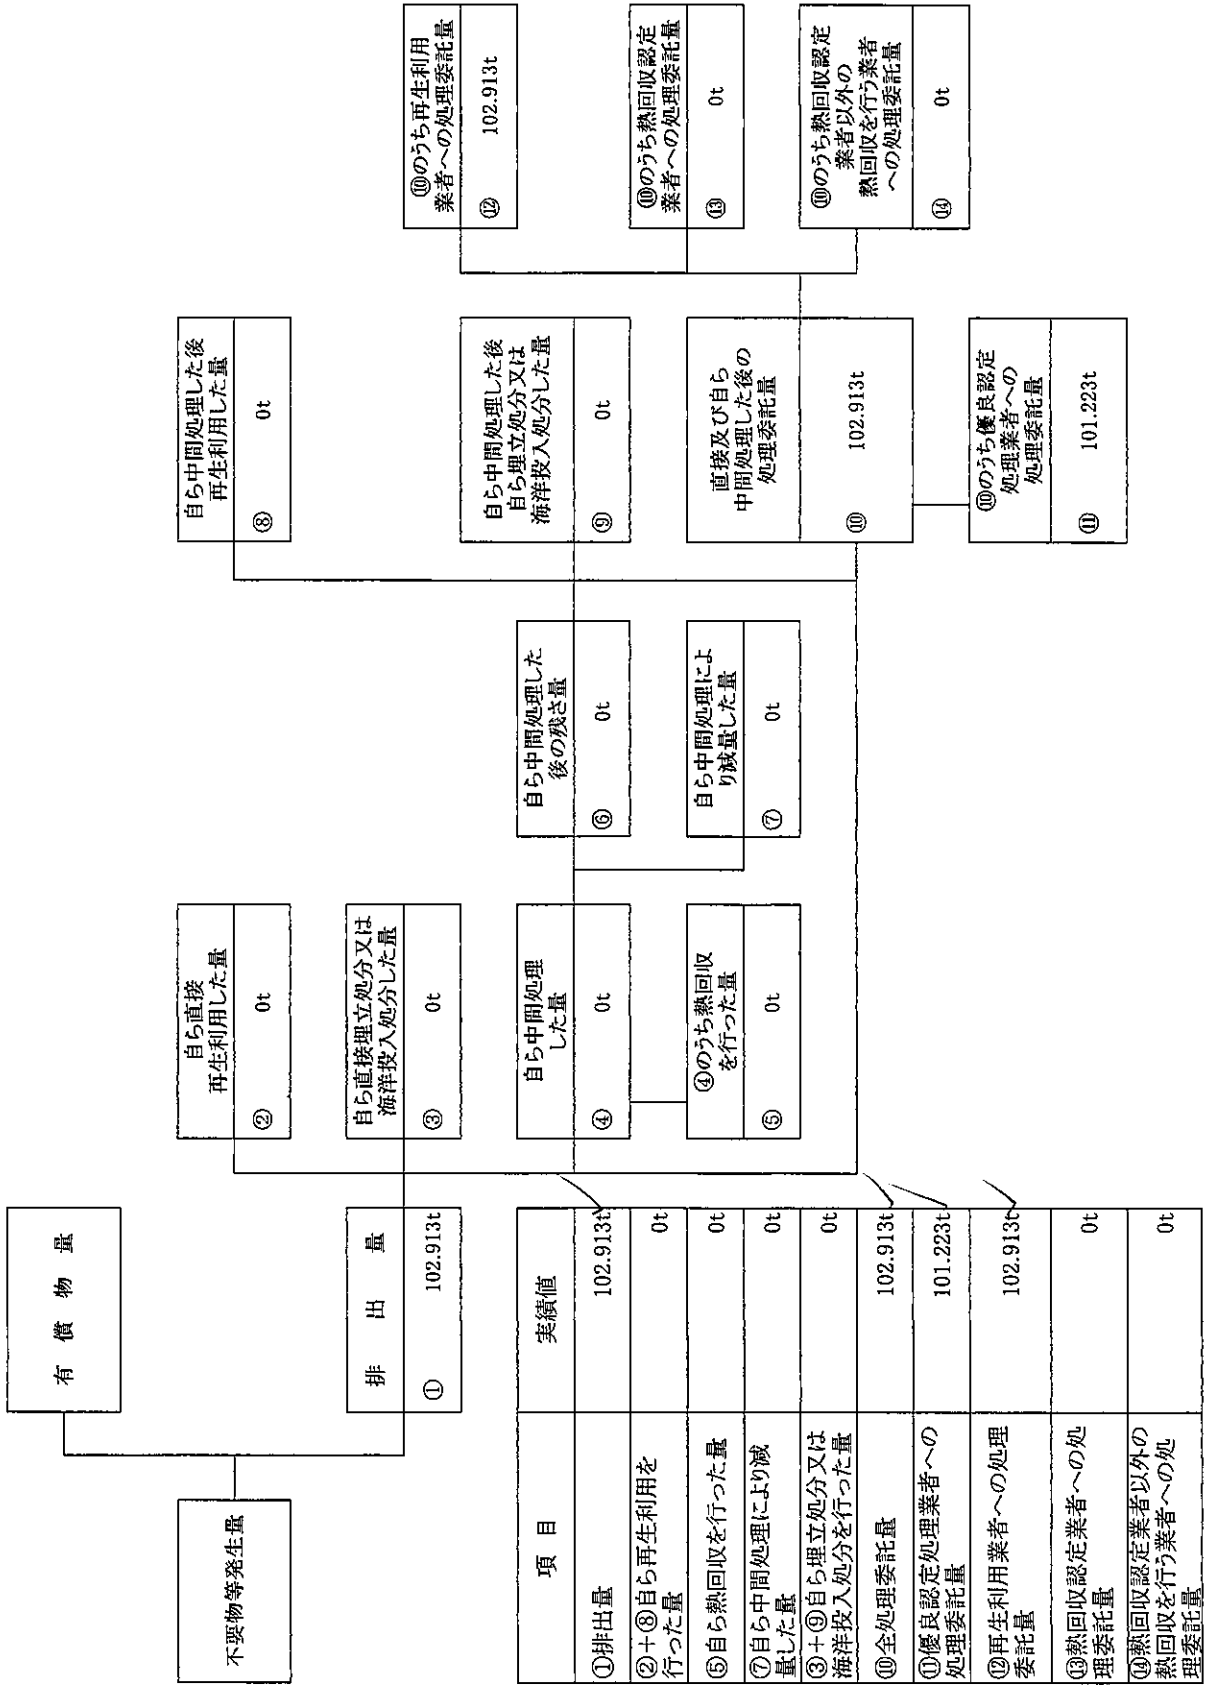 不要物等発生量
有償物量
排出量
① 102.913t
自ら直接
再生利用した量
② 0t
自ら直接埋立処分又は
海洋投入処分した量
③ 0t
自ら中間処理
した量
④ 0t
④のうち熱回収
を行った量
⑤ 0t
自ら中間処理した
後の残さ量
⑥ 0t
自ら中間処理によ
り減量した量
⑦ 0t
自ら中間処理した後
再生利用した量
⑧ 0t
自ら中間処理した後
自ら埋立処分又は
海洋投入処分した量
⑨ 0t
直接及び自ら
中間処理した後の
処理委託量
⑩ 102.913t
⑩のうち優良認定
処理業者への
処理委託量
⑪ 101.223t
⑩のうち再生利用
業者への処理委託量
⑫ 102.913t
⑩のうち熱回収認定
業者への処理委託量
⑬ 0t
⑩のうち熱回収認定
業者以外の
熱回収を行う業者
への処理委託量
⑭ 0t
項目 実績値
①排出量 102.913t
②+⑧自ら再生利用を
行った量 0t
⑤自ら熱回収を行った量 0t
⑦自ら中間処理により減
量した量 0t
③+⑨自ら埋立処分又は
海洋投入処分を行った量 0t
⑩全処理委託量 102.913t
⑪優良認定処理業者への
処理委託量 101.223t
⑫再生利用業者への処理
委託量 102.913t
⑬熱回収認定業者への処
理委託量 0t
⑭熱回収認定業者以外の
熱回収を行う業者への処
理委託量 0t